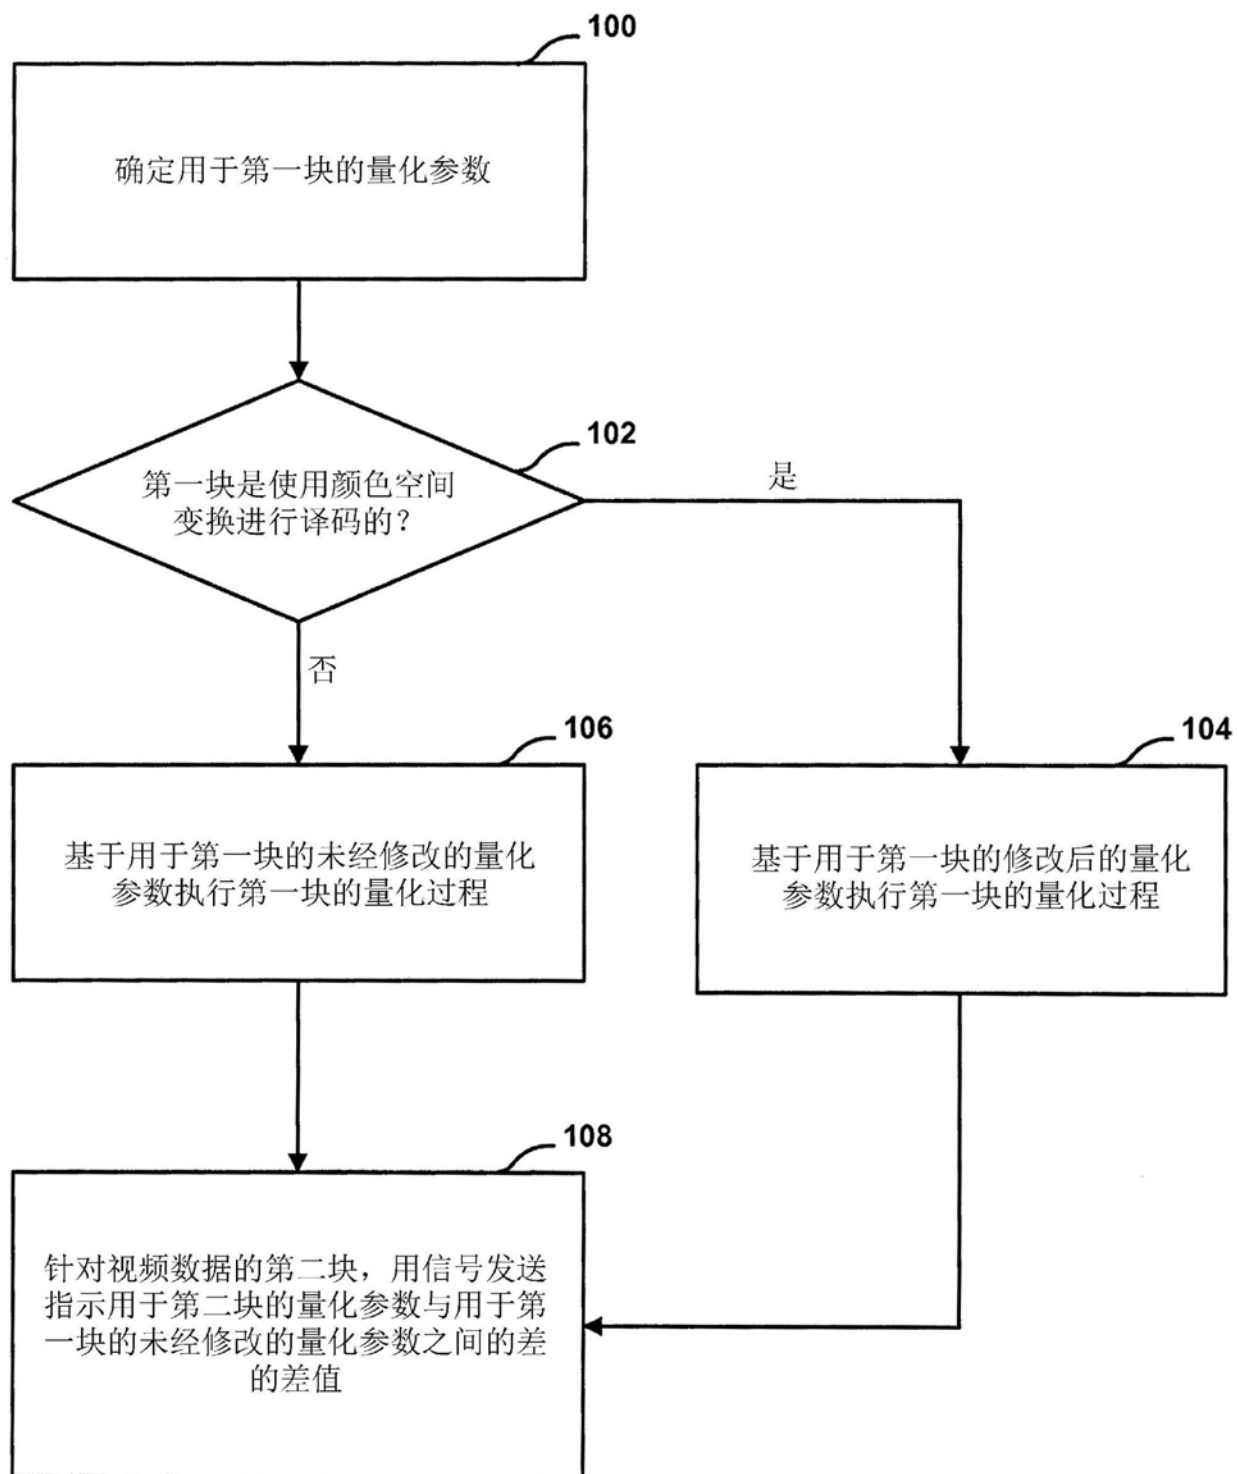 100
确定用于第一块的量化参数
102
第一块是使用颜色空间
变换进行译码的？
是
否
106
基于用于第一块的未经修改的量化
参数执行第一块的量化过程
104
基于用于第一块的修改后的量化
参数执行第一块的量化过程
108
针对视频数据的第二块，用信号发送
指示用于第二块的量化参数与用于第
一块的未经修改的量化参数之间的差
的差值